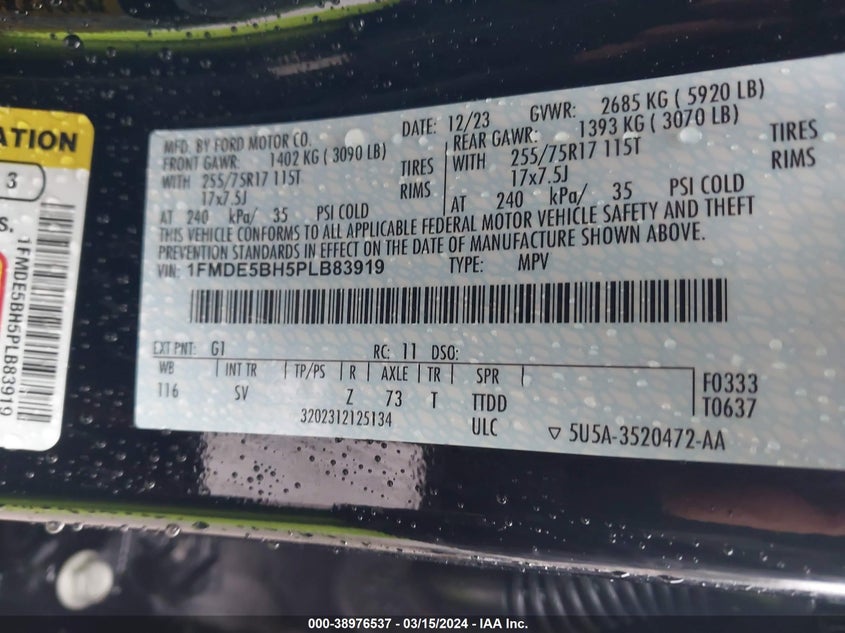 ATION
3
S.
1FMDE5BH5PLB83919
MFD. BY FORD MOTOR CO.
DATE: 12/23 GVWR: 2685 KG ( 5920 LB)
FRONT GAWR: 1402 KG ( 3090 LB)
REAR GAWR: 1393 KG ( 3070 LB)
WITH 255/75R17 115T TIRES
WITH 255/75R17 115T TIRES
17x7.5J RIMS
17x7.5J RIMS
AT 240 kPa/ 35 PSI COLD
AT 240 kPa/ 35 PSI COLD
THIS VEHICLE CONFORMS TO ALL APPLICABLE FEDERAL MOTOR VEHICLE SAFETY AND THEFT
PREVENTION STANDARDS IN EFFECT ON THE DATE OF MANUFACTURE SHOWN ABOVE.
VIN: 1FMDE5BH5PLB83919 TYPE: MPV
EXT PNT: G1 RC: 11 DSO:
WB INT TR TP/PS R AXLE TR SPR
116 SV Z 73 T TTDD
F0333
T0637
3202312125134 ULC
5U5A-3520472-AA
000-38976537 - 03/15/2024 - IAA Inc.